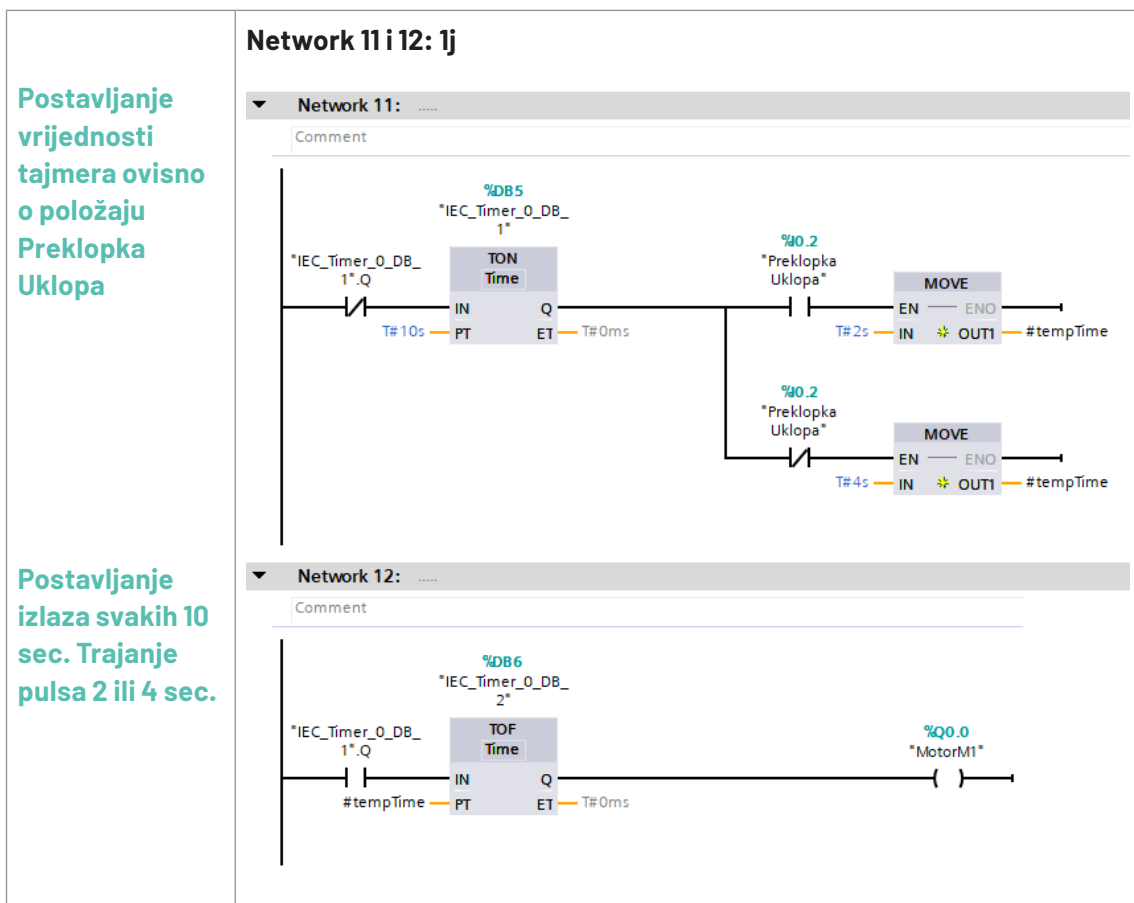 Network 11 i 12: 1j
Postavljanje
vrijednosti
tajmera ovisno
o položaju
Preklopka
Uklopa
Network 11: .....
Comment
%DB5
"IEC_Timer_0_DB_
1"
"IEC_Timer_0_DB_
1".Q
TON
Time
IN
Q
T#10s
PT
ET
T#0ms
%I0.2
"Preklopka
Uklopa"
MOVE
EN
ENO
T#2s
IN
OUT1
#tempTime
%I0.2
"Preklopka
Uklopa"
MOVE
EN
ENO
T#4s
IN
OUT1
#tempTime
Postavljanje
izlaza svakih 10
sec. Trajanje
pulsa 2 ili 4 sec.
Network 12: .....
Comment
%DB6
"IEC_Timer_0_DB_
2"
"IEC_Timer_0_DB_
1".Q
TOF
Time
IN
Q
#tempTime
PT
ET
T#0ms
%Q0.0
"MotorM1"